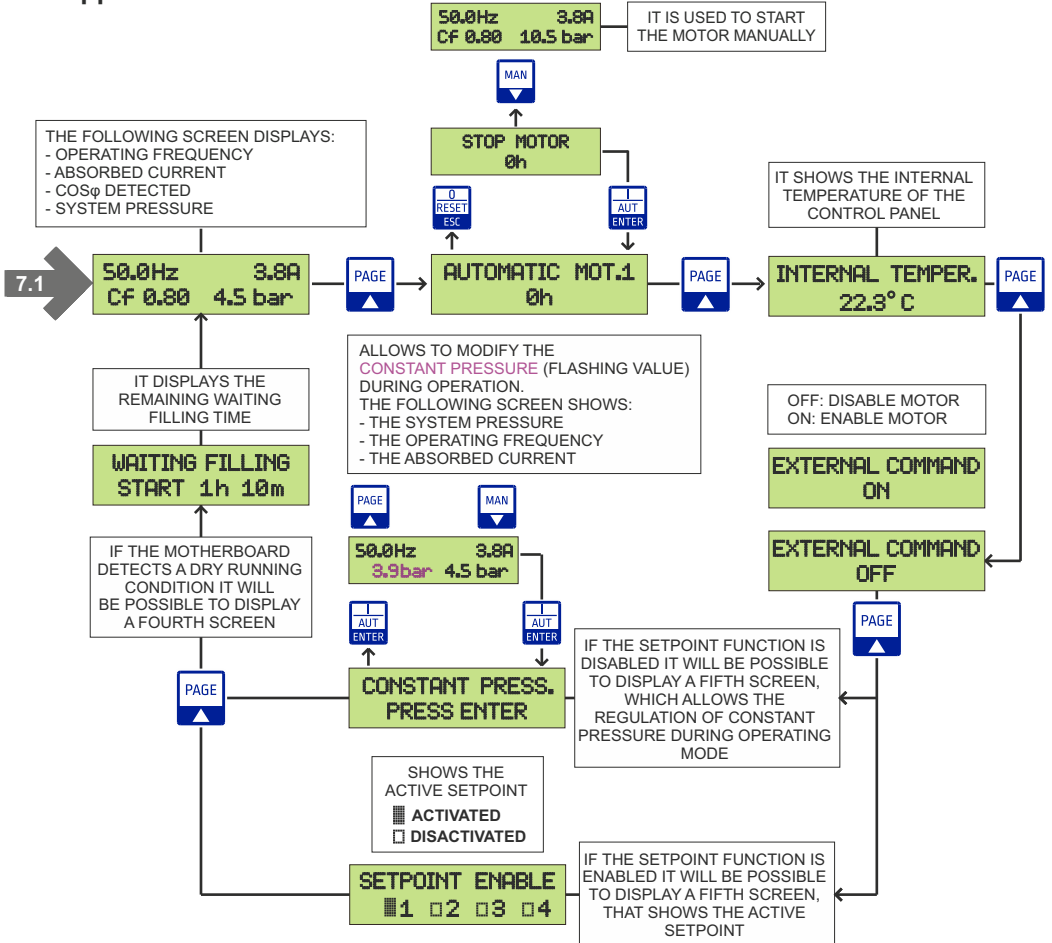 50.0Hz 3.8A
Cf 0.80 10.5 bar
IT IS USED TO START
THE MOTOR MANUALLY
MAN
STOP MOTOR
0h
THE FOLLOWING SCREEN DISPLAYS:
- OPERATING FREQUENCY
- ABSORBED CURRENT
- COSφ DETECTED
- SYSTEM PRESSURE
0
RESET
ESC
I
AUT
ENTER
IT SHOWS THE INTERNAL
TEMPERATURE OF THE
CONTROL PANEL
7.1
50.0Hz 3.8A
Cf 0.80 4.5 bar
PAGE
AUTOMATIC MOT.1
0h
PAGE
INTERNAL TEMPER.
22.3°C
PAGE
IT DISPLAYS THE
REMAINING WAITING
FILLING TIME
ALLOWS TO MODIFY THE
CONSTANT PRESSURE (FLASHING VALUE)
DURING OPERATION.
THE FOLLOWING SCREEN SHOWS:
- THE SYSTEM PRESSURE
- THE OPERATING FREQUENCY
- THE ABSORBED CURRENT
OFF: DISABLE MOTOR
ON: ENABLE MOTOR
WAITING FILLING
START 1h 10m
EXTERNAL COMMAND
ON
PAGE
MAN
IF THE MOTHERBOARD
DETECTS A DRY RUNNING
CONDITION IT WILL
BE POSSIBLE TO DISPLAY
A FOURTH SCREEN
50.0Hz 3.8A
3.9bar 4.5 bar
EXTERNAL COMMAND
OFF
I
AUT
ENTER
I
AUT
ENTER
PAGE
IF THE SETPOINT FUNCTION IS
DISABLED IT WILL BE POSSIBLE
TO DISPLAY A FIFTH SCREEN,
WHICH ALLOWS THE
REGULATION OF CONSTANT
PRESSURE DURING OPERATING
MODE
PAGE
CONSTANT PRESS.
PRESS ENTER
SHOWS THE
ACTIVE SETPOINT
ACTIVATED
DISACTIVATED
SETPOINT ENABLE
1 2 3 4
IF THE SETPOINT FUNCTION IS
ENABLED IT WILL BE POSSIBLE
TO DISPLAY A FIFTH SCREEN,
THAT SHOWS THE ACTIVE
SETPOINT